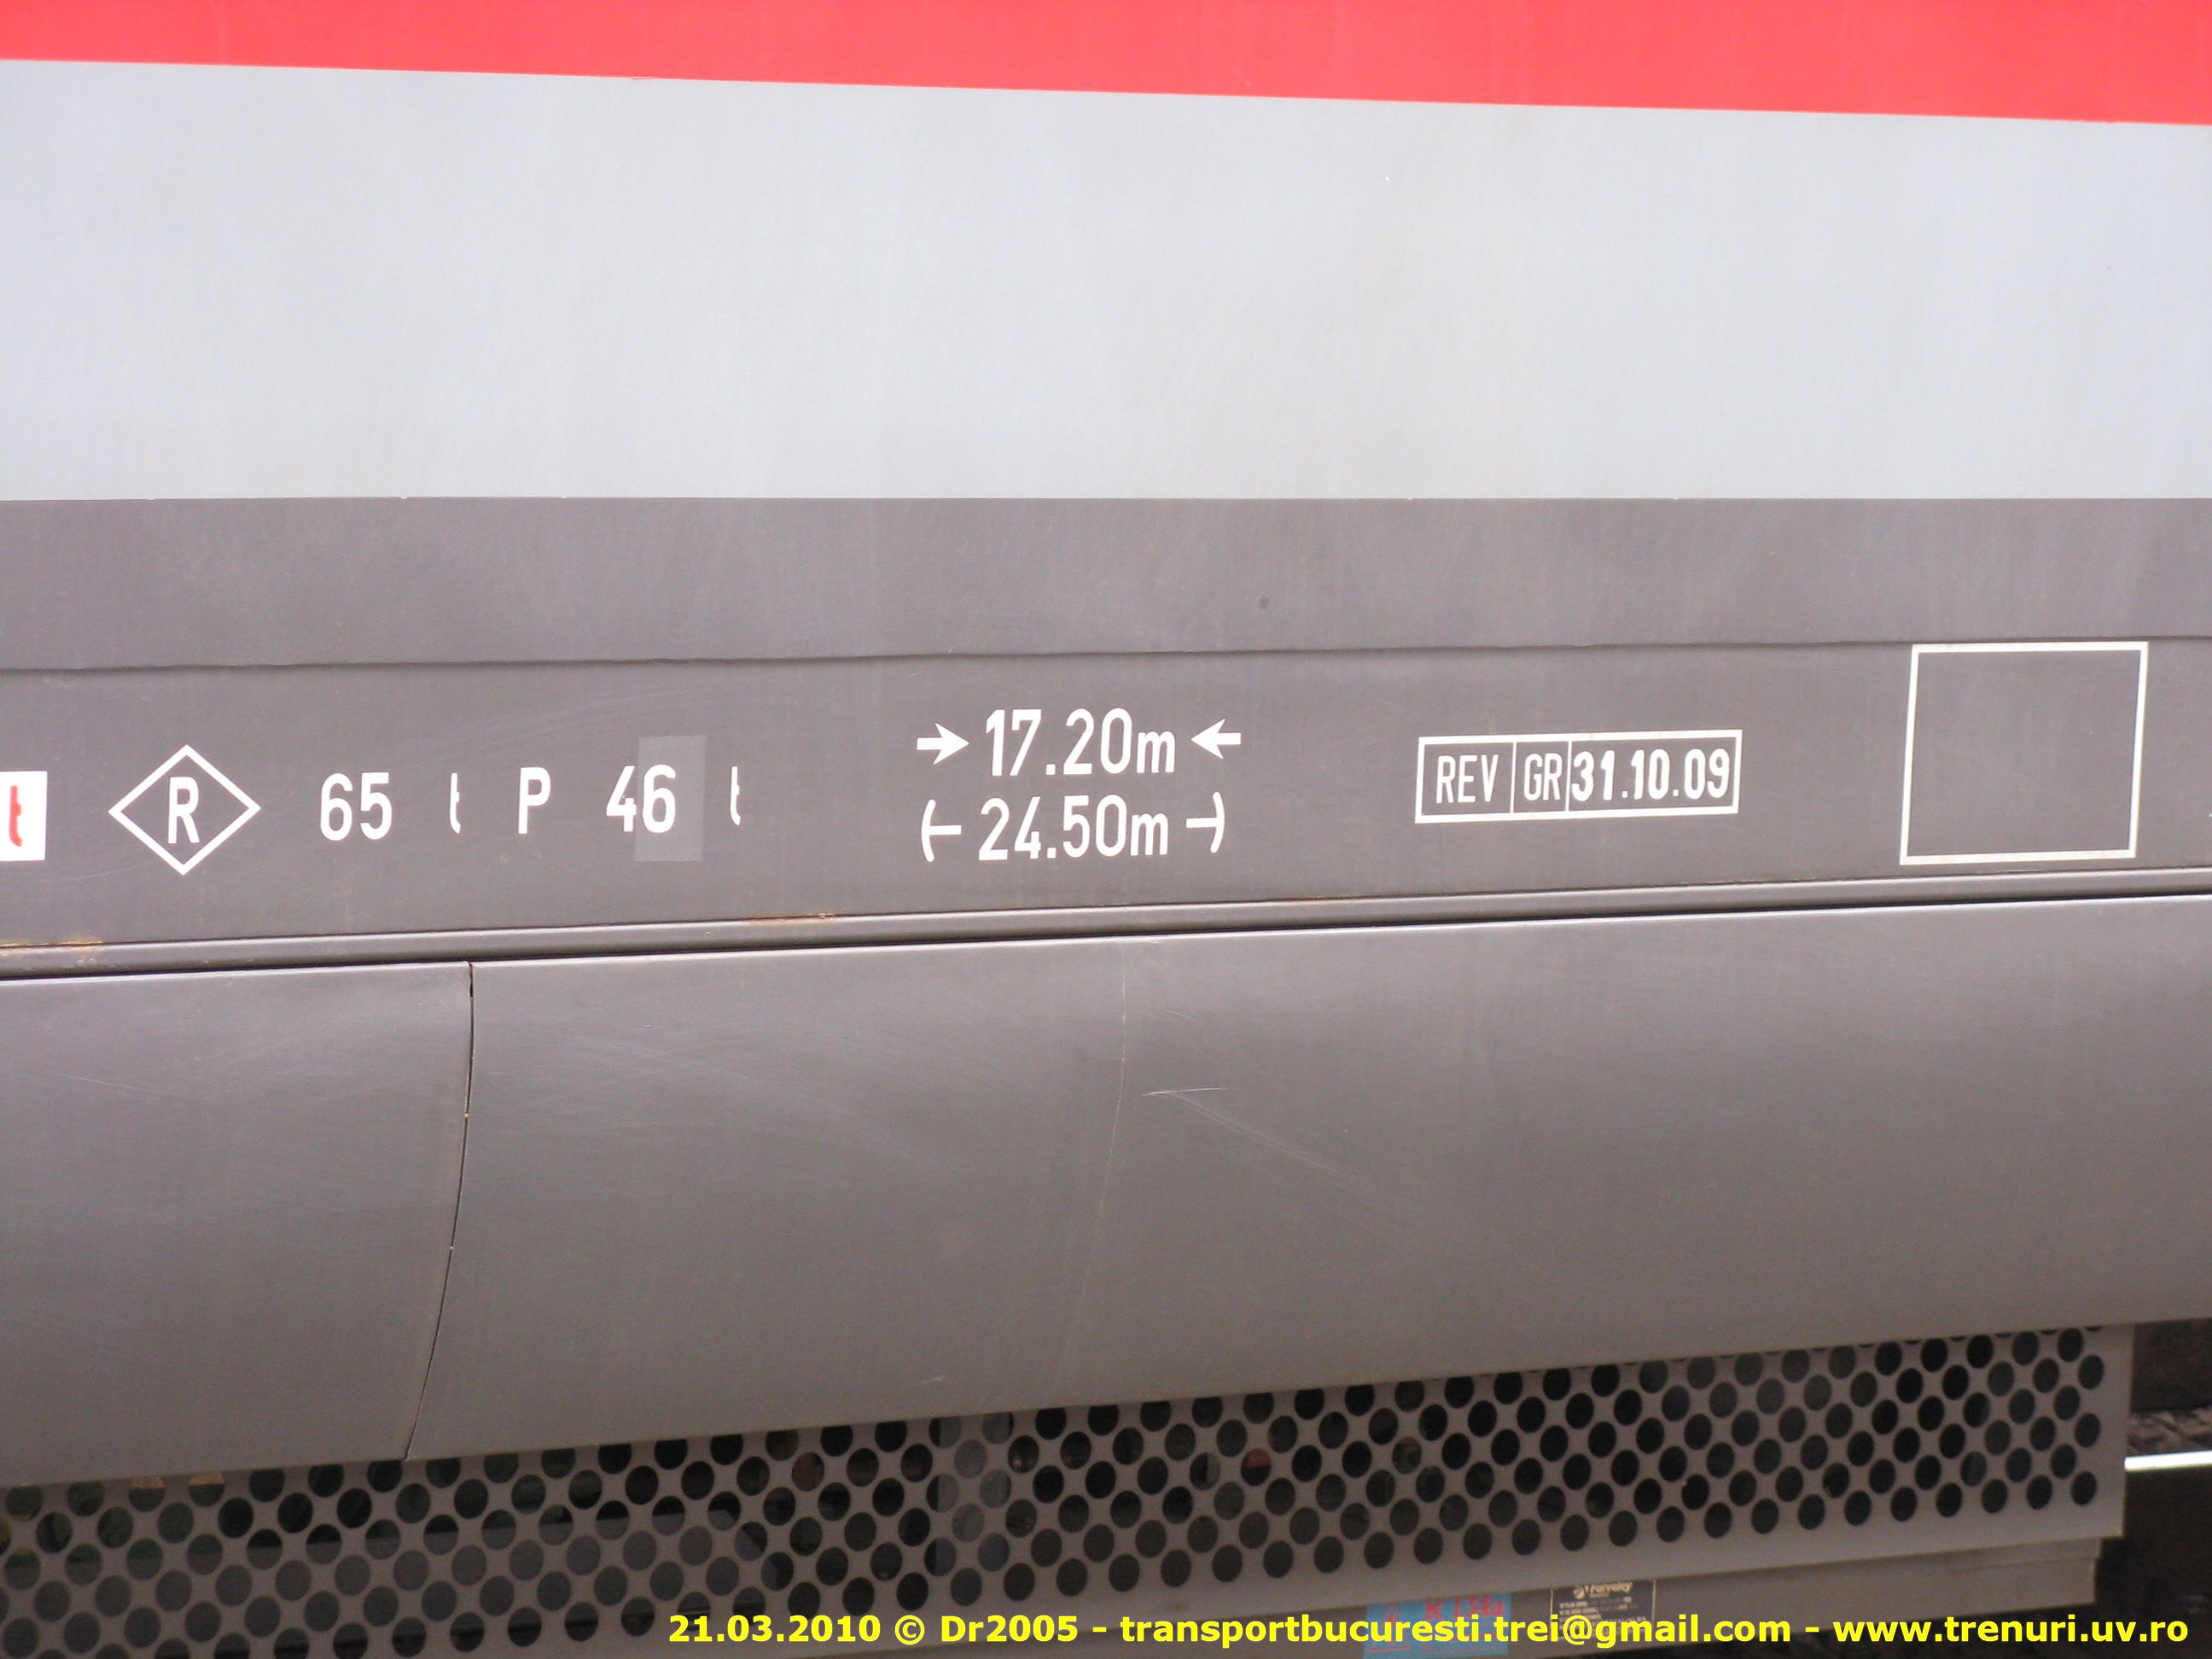 t R 65 t P 46 t
17.20m
24.50m
REV GR 31.10.09
21.03.2010 © Dr2005 - transportbucuresti.trei@gmail.com - www.trenuri.uv.ro